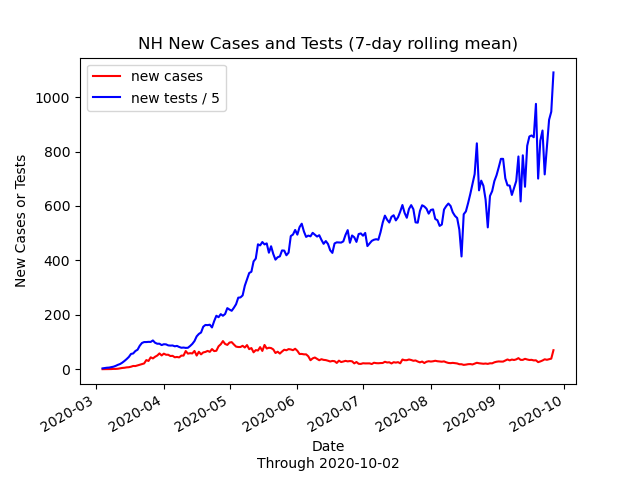 NH New Cases and Tests (7-day rolling mean)
new cases
new tests / 5
New Cases or Tests
1000
800
600
400
200
0
2020-03
2020-04
2020-05
2020-06
2020-07
2020-08
2020-09
2020-10
Date
Through 2020-10-02